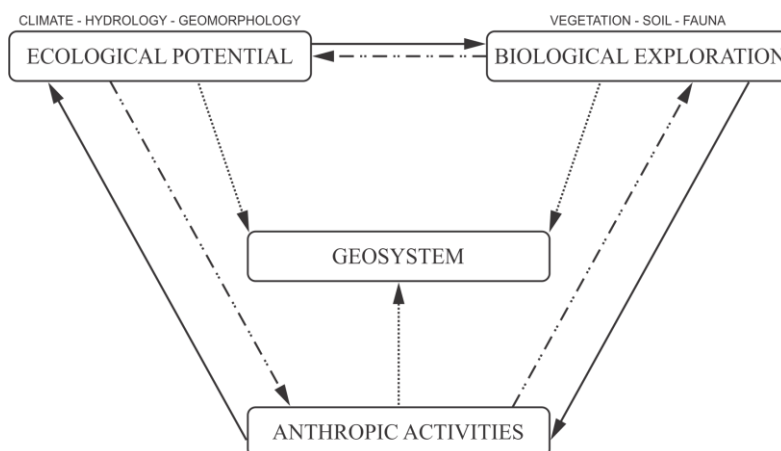 CLIMATE - HYDROLOGY - GEOMORPHOLOGY
VEGETATION - SOIL - FAUNA
ECOLOGICAL POTENTIAL
BIOLOGICAL EXPLORATION
GEOSYSTEM
ANTHROPIC ACTIVITIES